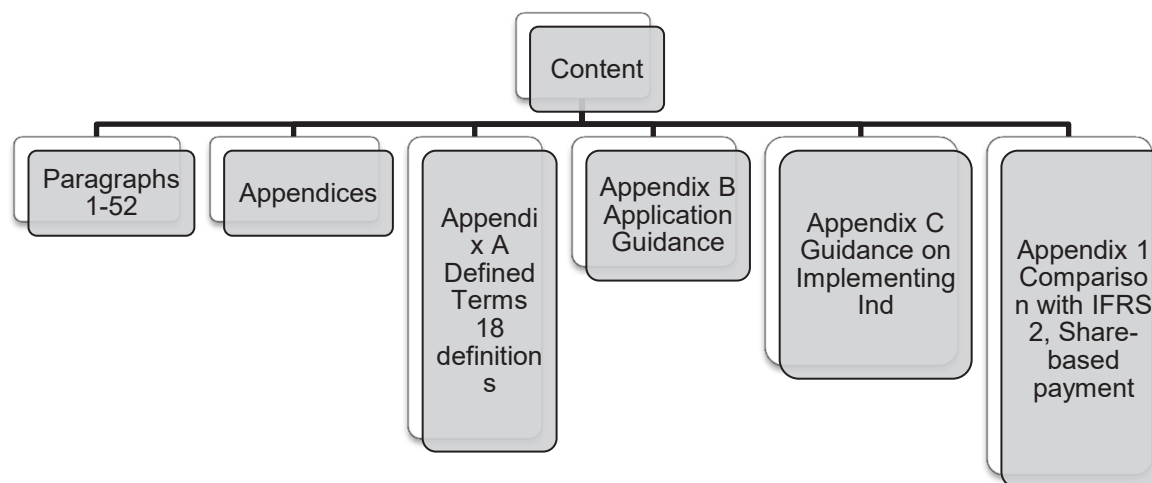 Content
Paragraphs
1-52
Appendices
Appendi
x A
Defined
Terms
18
definition
s
Appendix B
Application
Guidance
Appendix C
Guidance on
Implementing
Ind
Appendix 1
Compariso
n with IFRS
2, Share-
based
payment